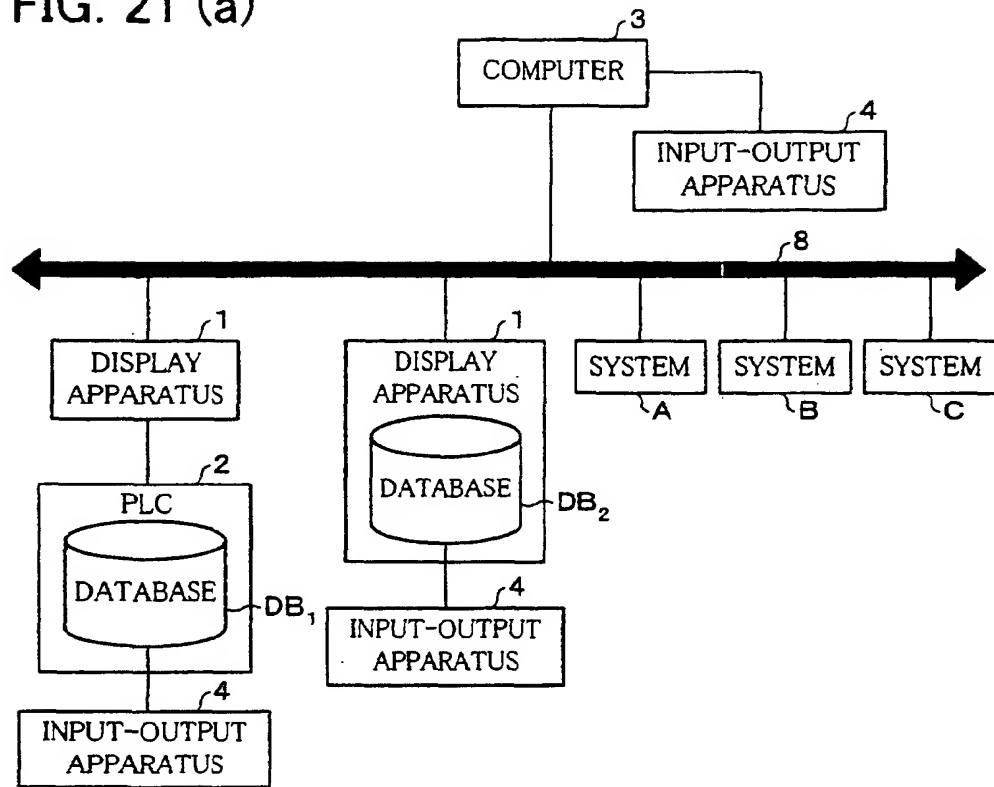 FIG. 21 (a)
3
COMPUTER
4
INPUT-OUTPUT
APPARATUS
8
1
DISPLAY
APPARATUS
1
DISPLAY
APPARATUS
DATABASE
DB₂
SYSTEM
A
SYSTEM
B
SYSTEM
C
2
PLC
DATABASE
DB₁
4
INPUT-OUTPUT
APPARATUS
4
INPUT-OUTPUT
APPARATUS